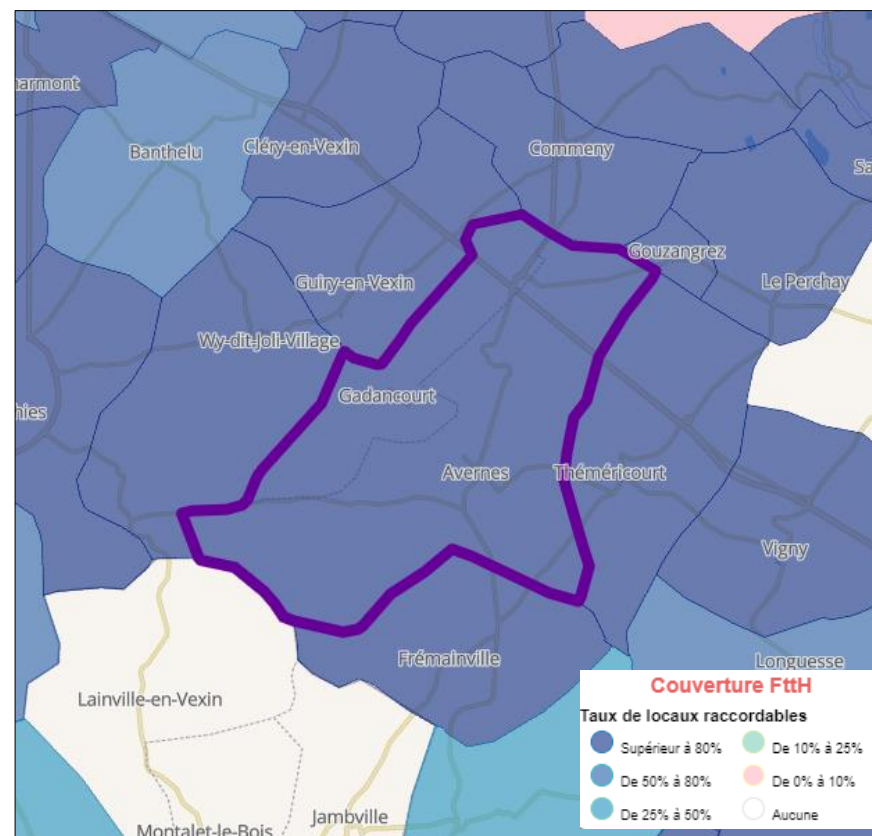 armont
Banthelu
Cléry-en-Vexin
Commeny
Sa
Gouzangrez
Guiry-en-Vexin
Le Perchay
Wy-dit-Joli-Village
Gadancourt
hies
Avernes
Théméricourt
Vigny
Frémainville
Longuesse
Lainville-en-Vexin
Jambville
Montalet-le-Bois
Couverture FttH
Taux de locaux raccordables
Supérieur à 80%
De 10% à 25%
De 50% à 80%
De 0% à 10%
De 25% à 50%
Aucune